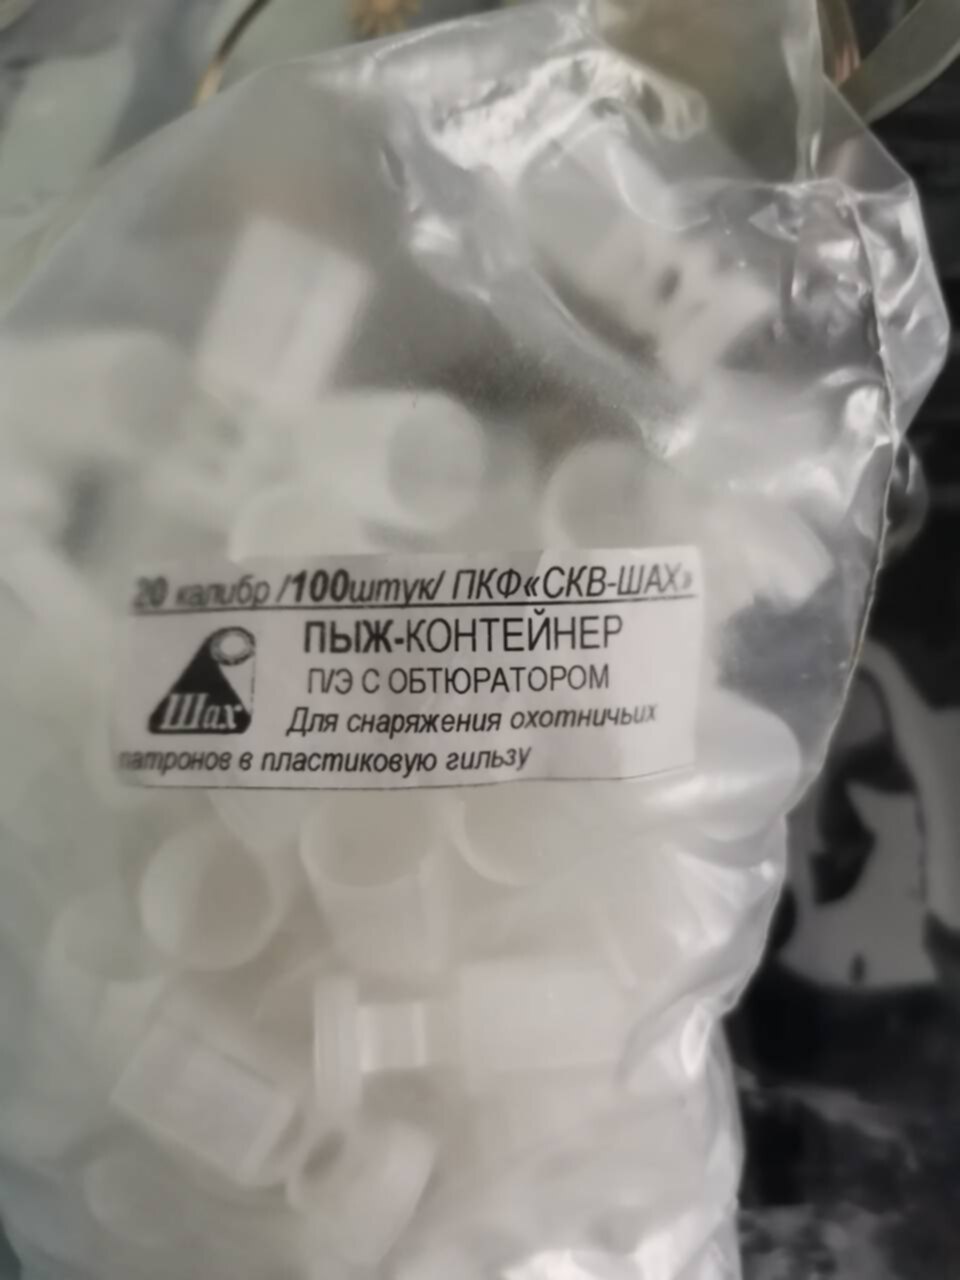 20 калибр /100штук/ ПКФ«СКВ-ШАХ»
ПЫЖ-КОНТЕЙНЕР
П/Э С ОБТЮРАТОРОМ
Шах
Для снаряжения охотничьих
патронов в пластиковую гильзу